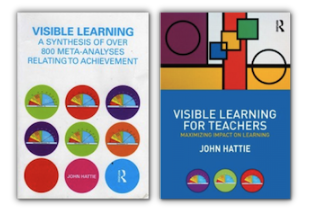 VISIBLE LEARNING
A SYNTHESIS OF OVER
800 META-ANALYSES
RELATING TO ACHIEVEMENT
JOHN HATTIE
R
R
VISIBLE LEARNING
FOR TEACHERS
MAXIMIZING IMPACT ON LEARNING
JOHN HATTIE